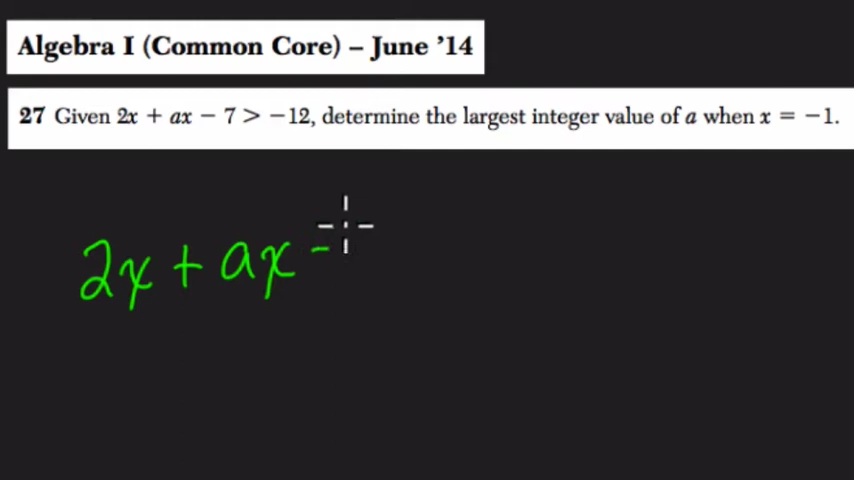 Algebra I (Common Core) – June ’14
27 Given 2x + ax − 7 > −12, determine the largest integer value of a when x = −1.
2x + ax -